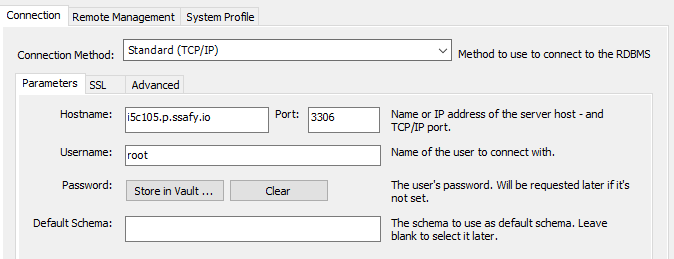 Connection Remote Management System Profile
Connection Method: Standard (TCP/IP) Method to use to connect to the RDBMS
Parameters SSL Advanced
Hostname: i5c105.p.ssafy.io Port: 3306 Name or IP address of the server host - and
TCP/IP port.
Username: root Name of the user to connect with.
Password: Store in Vault ... Clear The user's password. Will be requested later if it's
not set.
Default Schema: The schema to use as default schema. Leave
blank to select it later.